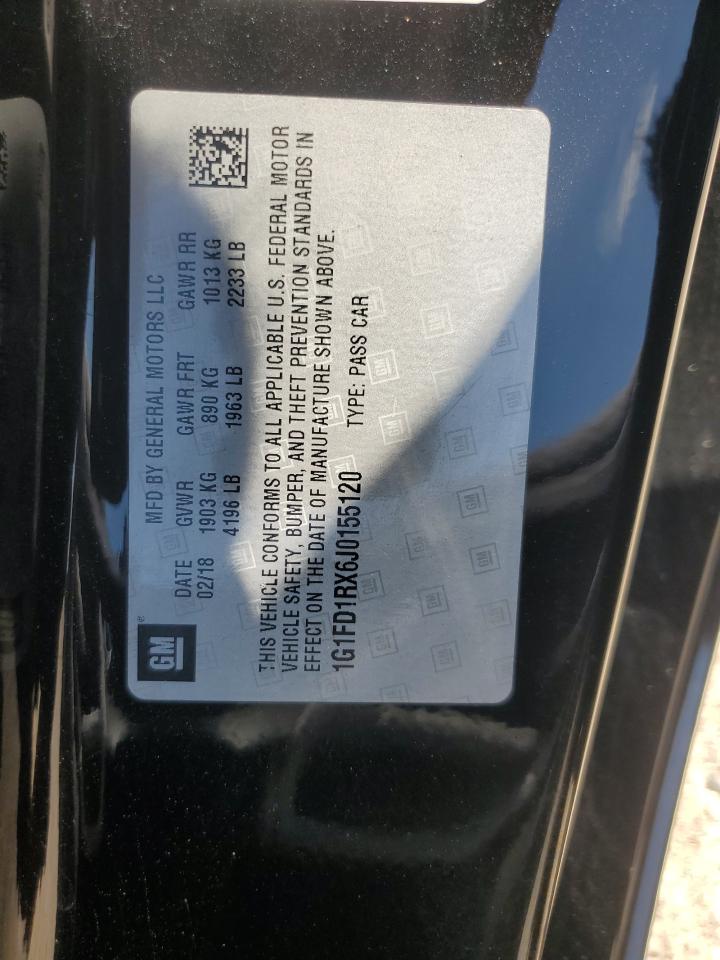 GM
MFD BY GENERAL MOTORS LLC
DATE GVWR GAWR FRT GAWR RR
02/18 1903 KG 890 KG 1013 KG
4196 LB 1963 LB 2233 LB
THIS VEHICLE CONFORMS TO ALL APPLICABLE U.S. FEDERAL MOTOR
VEHICLE SAFETY, BUMPER, AND THEFT PREVENTION STANDARDS IN
EFFECT ON THE DATE OF MANUFACTURE SHOWN ABOVE.
1G1FD1RX6J0155120 TYPE: PASS CAR